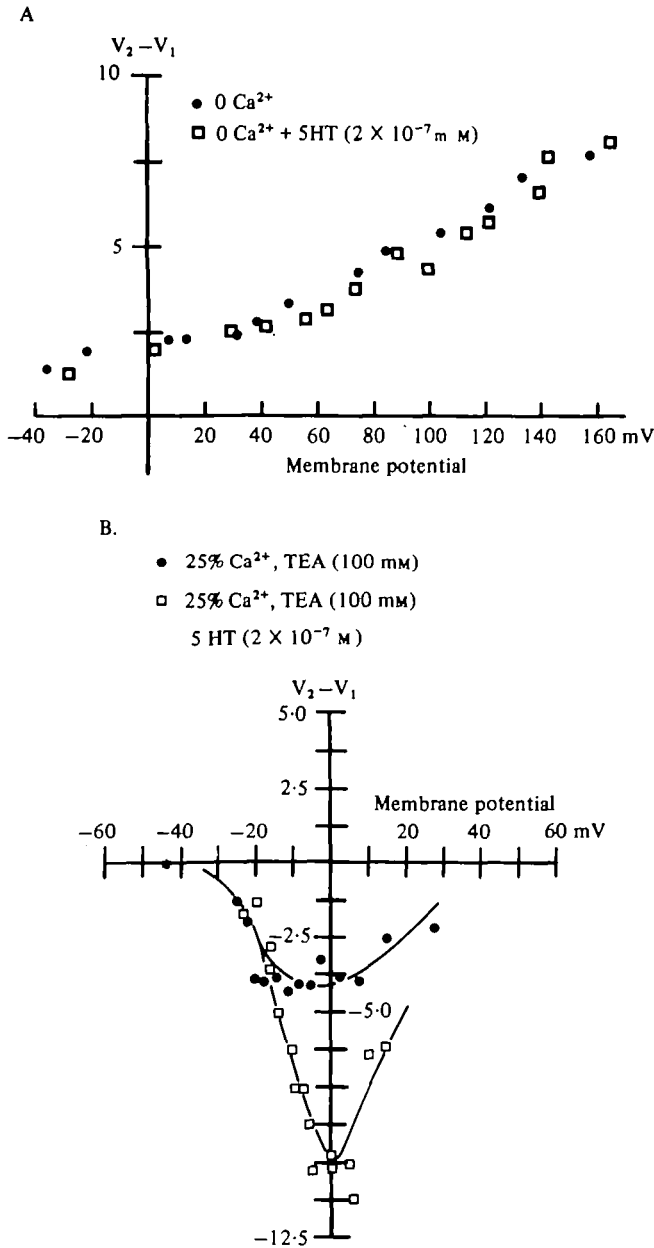 A
V₂−V₁
10
● 0 Ca²⁺
□ 0 Ca²⁺ + 5HT (2 × 10⁻⁷ m M)
5
−40 −20 20 40 60 80 100 120 140 160 mV
Membrane potential
B.
● 25% Ca²⁺, TEA (100 mM)
□ 25% Ca²⁺, TEA (100 mM)
5 HT (2 × 10⁻⁷ M)
V₂−V₁
5·0
2·5
Membrane potential
−60 −40 −20 20 40 60 mV
−2·5
−5·0
−12·5